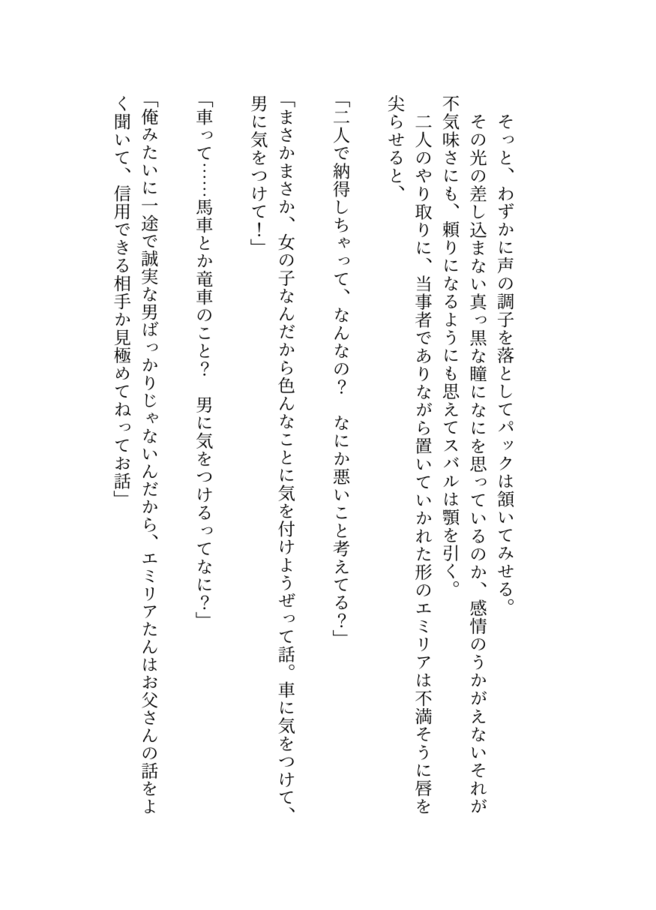 そっと、わずかに声の調子を落としてパックは頷いてみせる。
その光の差し込まない真っ黒な瞳になにを思っているのか、感情のうかがえないそれが
不気味さにも、頼りになるようにも思えてスバルは顎を引く。
二人のやり取りに、当事者でありながら置いていかれた形のエミリアは不満そうに唇を
尖らせると、
「二人で納得しちゃって、なんなの？　なにか悪いこと考えてる？」
「まさかまさか、女の子なんだから色んなことに気を付けようぜって話。車に気をつけて、
男に気をつけて！」
「車って……馬車とか竜車のこと？　男に気をつけるってなに？」
「俺みたいに一途で誠実な男ばっかりじゃないんだから、エミリアたんはお父さんの話をよ
く聞いて、信用できる相手か見極めてねってお話」